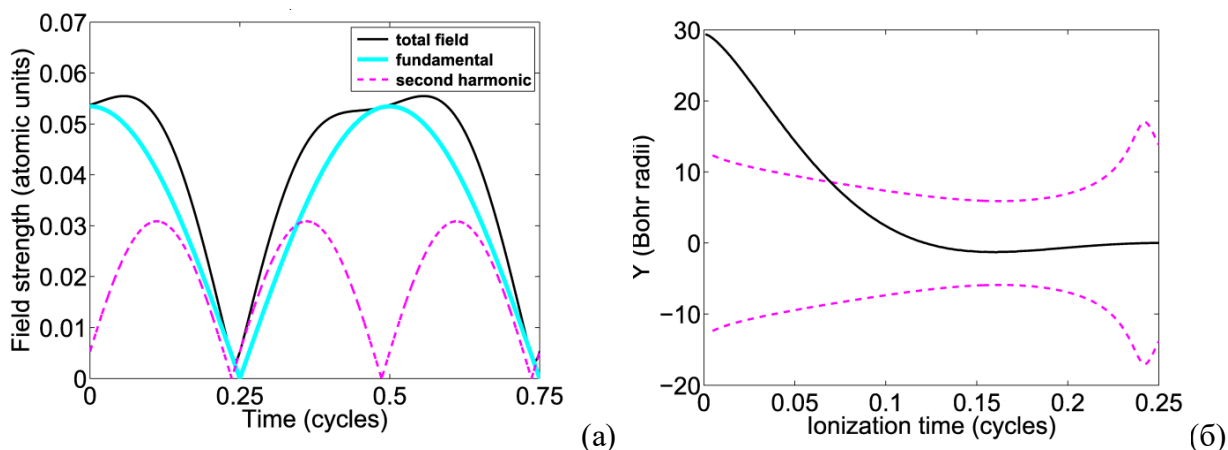 0.07
0.06
0.05
0.04
0.03
0.02
0.01
0
Field strength (atomic units)
total field
fundamental
second harmonic
0 0.25 0.5 0.75
Time (cycles)
(а)
30
20
10
0
−10
−20
Y (Bohr radii)
0 0.05 0.1 0.15 0.2 0.25
Ionization time (cycles)
(б)